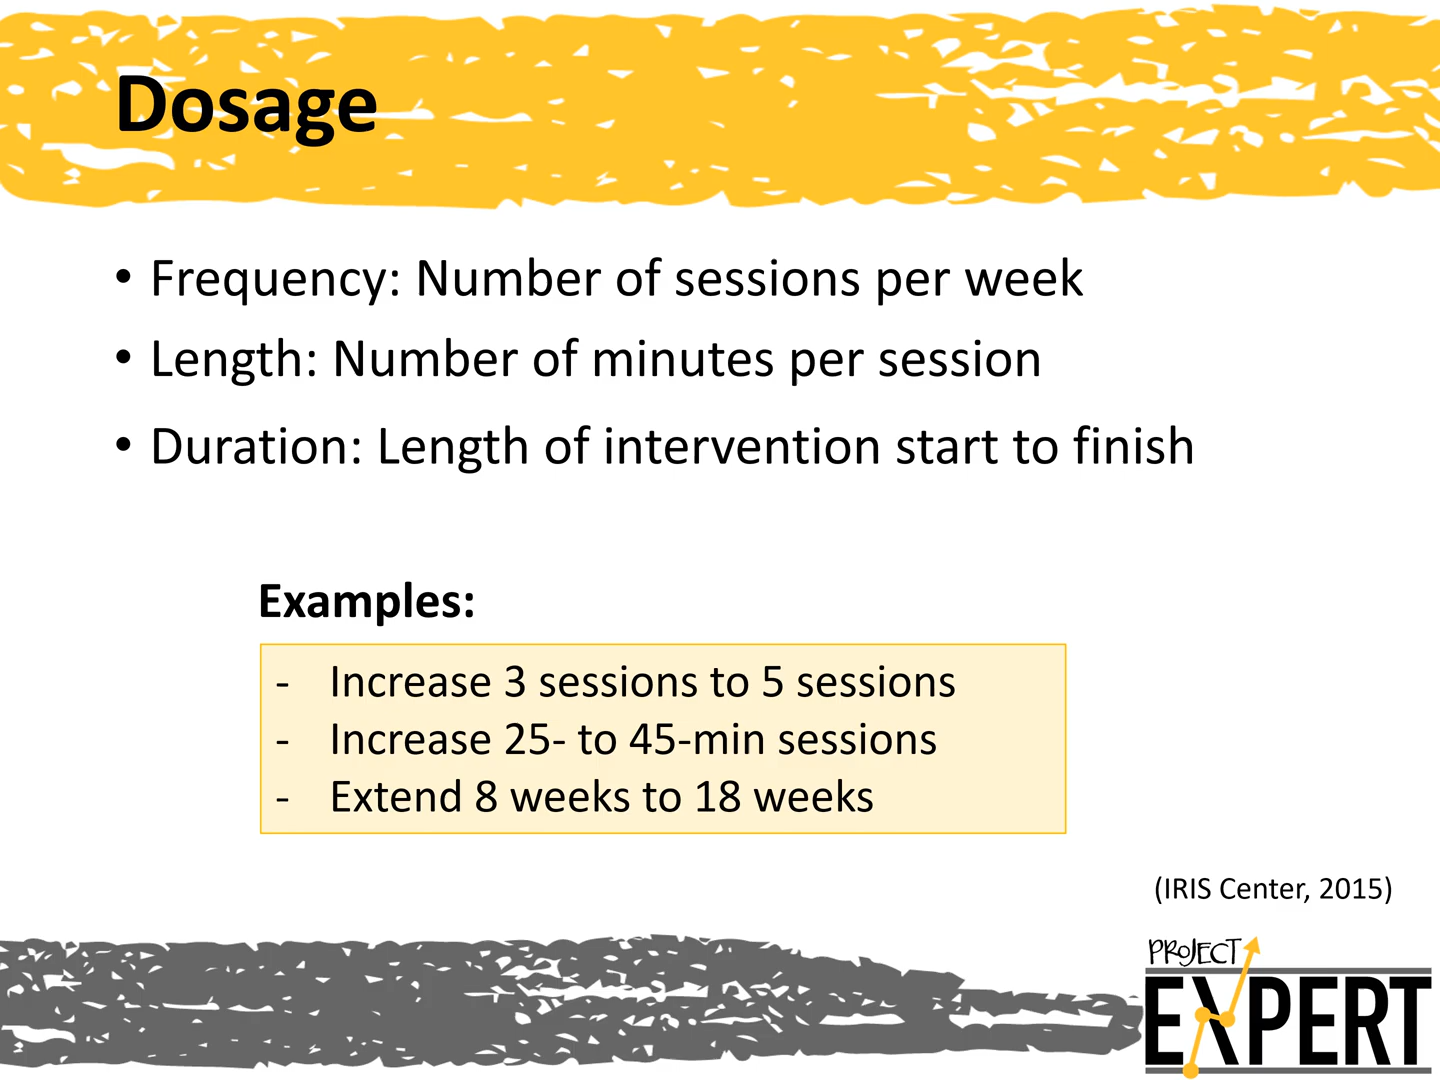 Dosage
• Frequency: Number of sessions per week
• Length: Number of minutes per session
• Duration: Length of intervention start to finish
Examples:
- Increase 3 sessions to 5 sessions
- Increase 25- to 45-min sessions
- Extend 8 weeks to 18 weeks
(IRIS Center, 2015)
PROJECT
EXPERT